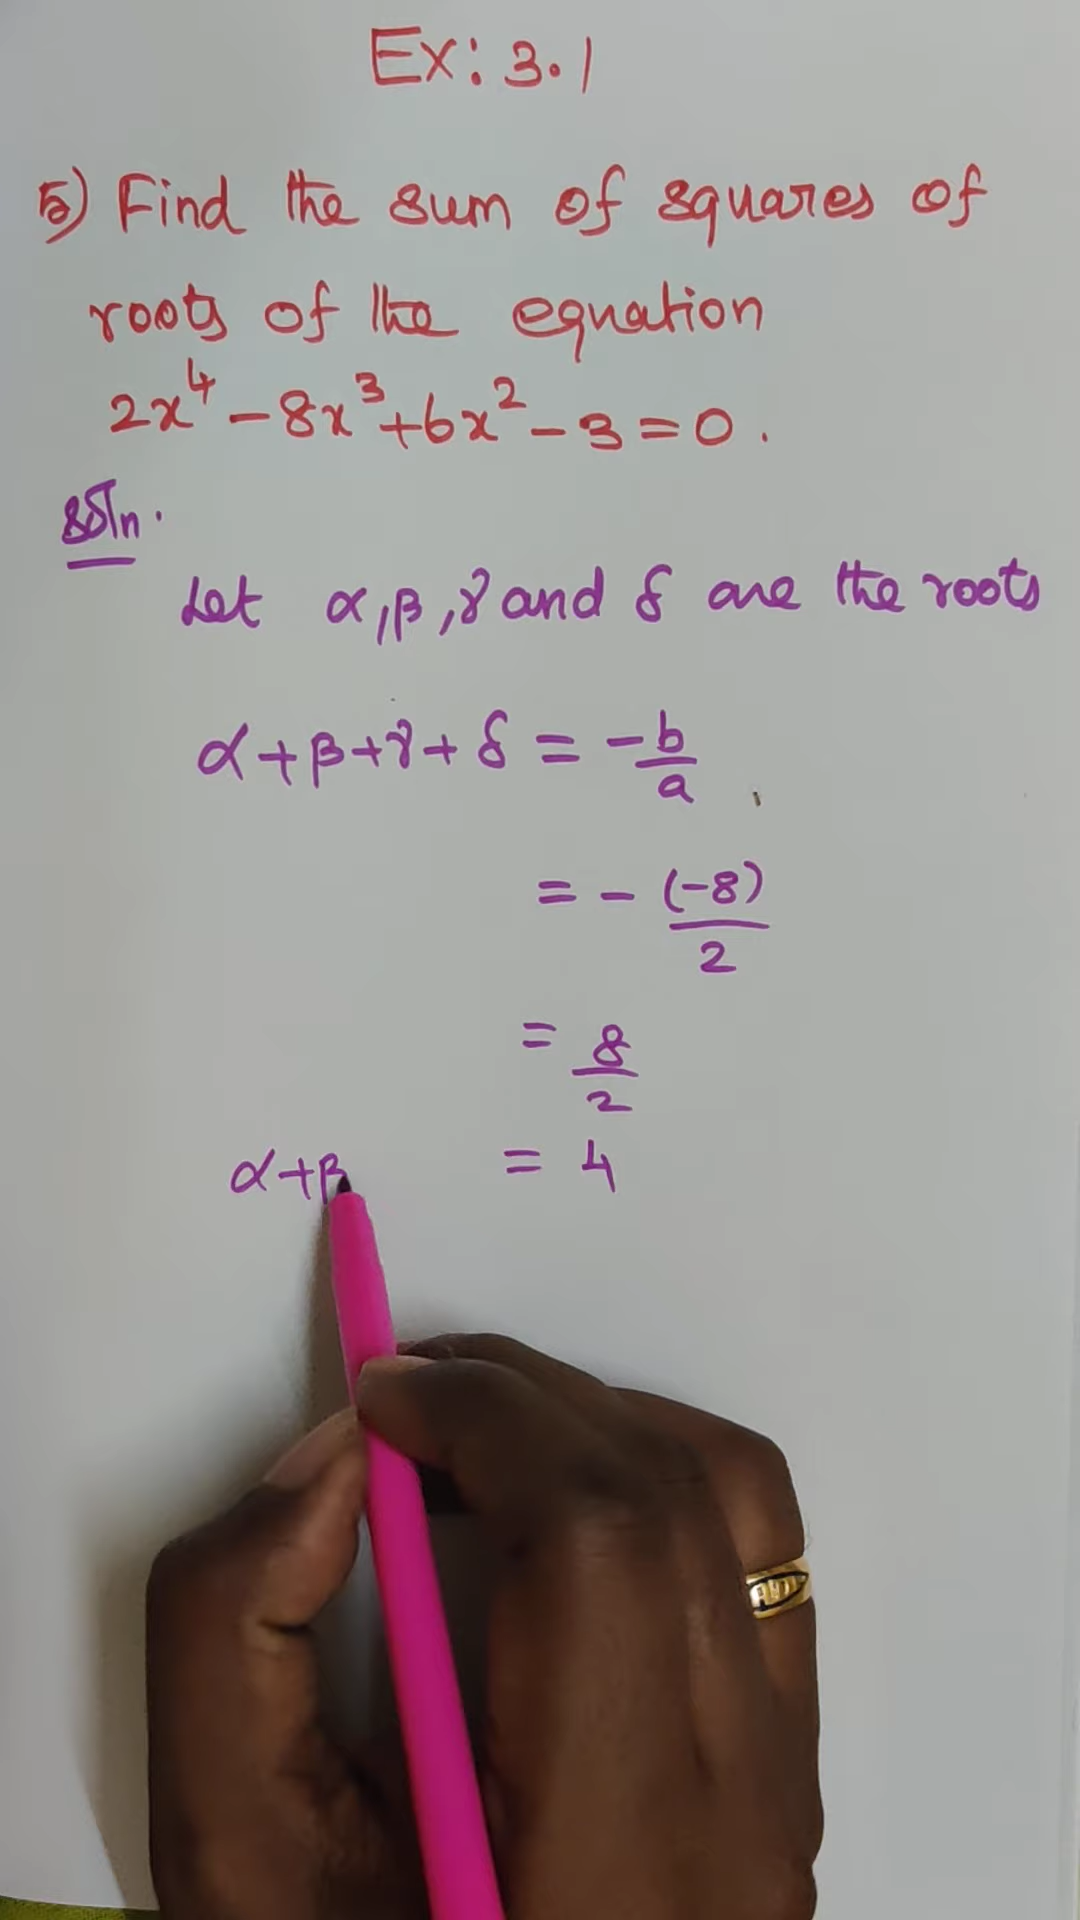 Ex: 3.1
5) Find the sum of squares of
roots of the equation
2x⁴ - 8x³ + 6x² - 3 = 0.
Soln.
Let α, β, γ and δ are the roots
α + β + γ + δ = -b/a
= - (-8)/2
= 8/2
α + β = 4